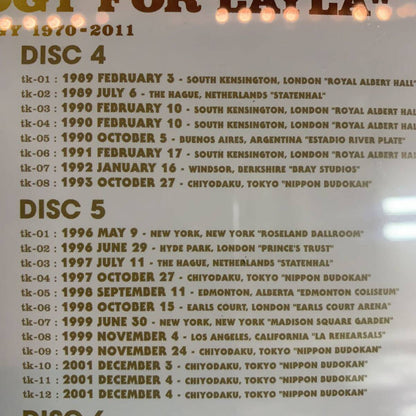 OGY FOR LAYLA"
1970-2011
DISC 4
tk-01 : 1989 FEBRUARY 3 - SOUTH KENSINGTON, LONDON "ROYAL ALBERT HALL"
tk-02 : 1989 JULY 6 - THE HAGUE, NETHERLANDS "STATENHAL"
tk-03 : 1990 FEBRUARY 10 - SOUTH KENSINGTON, LONDON "ROYAL ALBERT HAL
tk-04 : 1990 FEBRUARY 10 - SOUTH KENSINGTON, LONDON "ROYAL ALBERT HAL
tk-05 : 1990 OCTOBER 5 - BUENOS AIRES, ARGENTINA "ESTADIO RIVER PLATE"
tk-06 : 1991 FEBRUARY 17 - SOUTH KENSINGTON, LONDON "ROYAL ALBERT HALL
tk-07 : 1992 JANUARY 16 - WINDSOR, BERKSHIRE "BRAY STUDIOS"
tk-08 : 1993 OCTOBER 27 - CHIYODAKU, TOKYO "NIPPON BUDOKAN"
DISC 5
tk-01 : 1996 MAY 9 - NEW YORK, NEW YORK "ROSELAND BALLROOM"
tk-02 : 1996 JUNE 29 - HYDE PARK, LONDON "PRINCE'S TRUST"
tk-03 : 1997 JULY 11 - THE HAGUE, NETHERLANDS "STATENHAL"
tk-04 : 1997 OCTOBER 27 - CHIYODAKU, TOKYO "NIPPON BUDOKAN"
tk-05 : 1998 SEPTEMBER 11 - EDMONTON, ALBERTA "EDMONTON COLISEUM"
tk-06 : 1998 OCTOBER 15 - EARLS COURT, LONDON "EARLS COURT ARENA"
tk-07 : 1999 JUNE 30 - NEW YORK, NEW YORK "MADISON SQUARE GARDEN"
tk-08 : 1999 NOVEMBER 4 - LOS ANGELES, CALIFORNIA "LA REHEARSALS"
tk-09 : 1999 NOVEMBER 24 - CHIYODAKU, TOKYO "NIPPON BUDOKAN"
tk-10 : 2001 DECEMBER 3 - CHIYODAKU, TOKYO "NIPPON BUDOKAN"
tk-11 : 2001 DECEMBER 4 - CHIYODAKU, TOKYO "NIPPON BUDOKAN"
tk-12 : 2001 DECEMBER 4 - CHIYODAKU, TOKYO "NIPPON BUDOKAN"
DISC 6